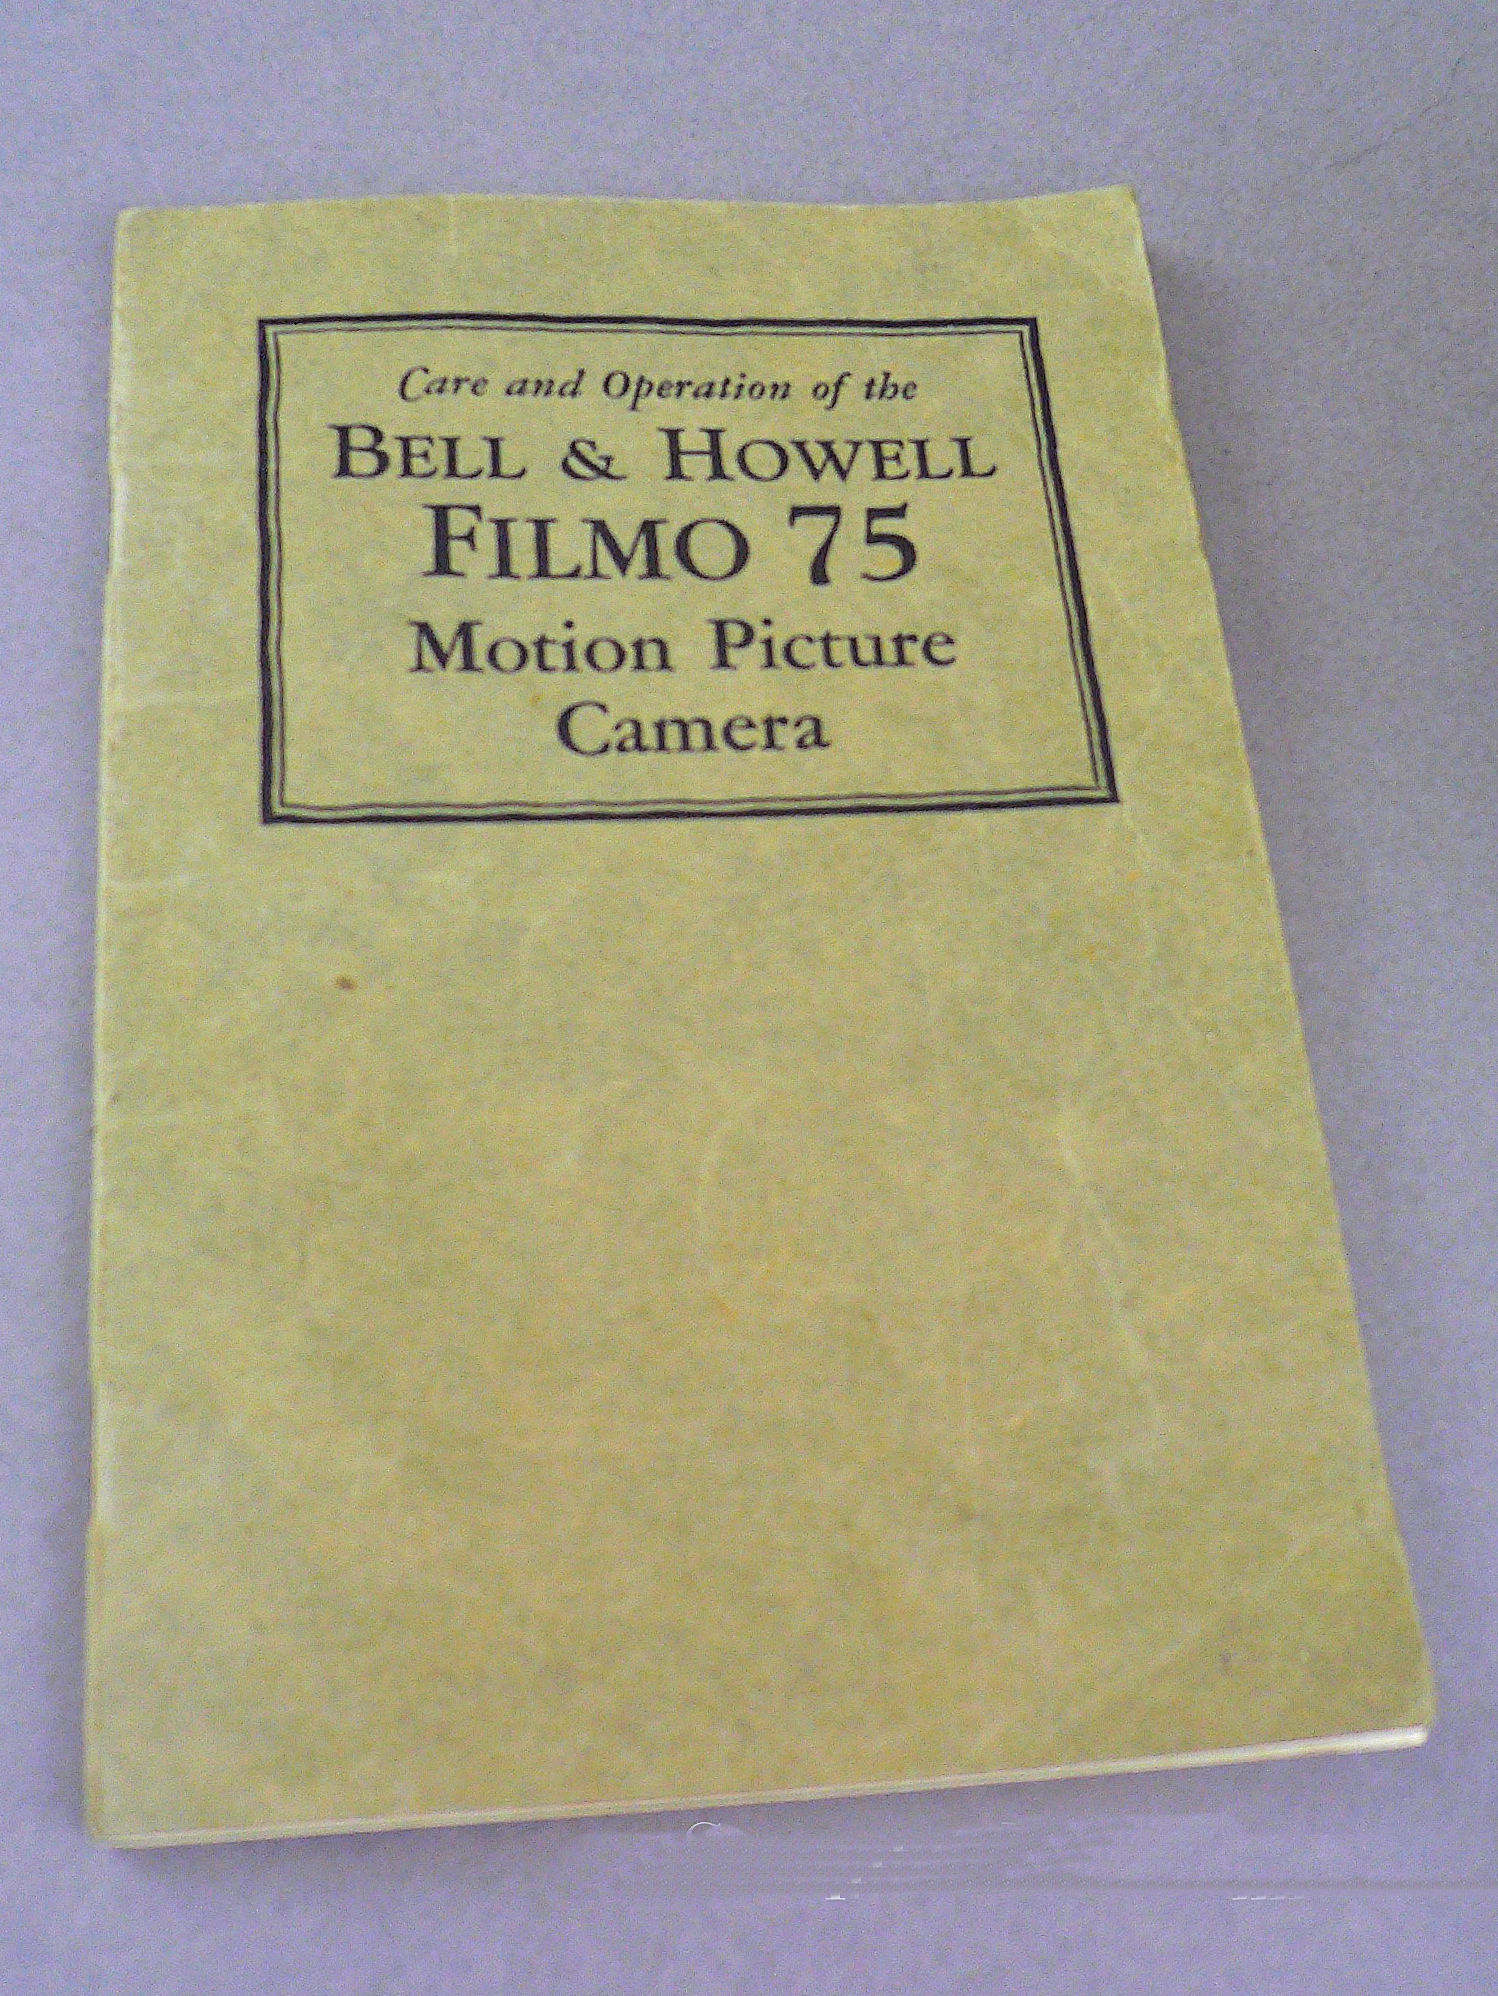 Care and Operation of the
BELL & HOWELL
FILMO 75
Motion Picture
Camera